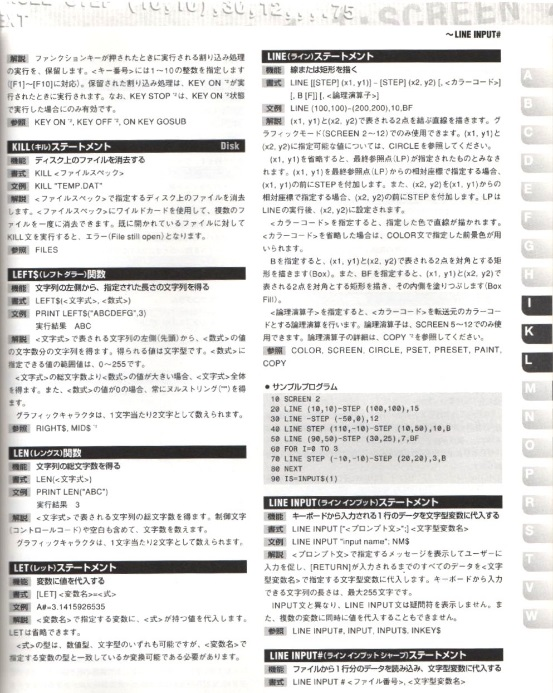 (10,10)-30,12,...,75
SCREEN
～LINE INPUT#
解説 ファンクションキーが押されたときに実行される割り込み処理
の実行を、保留します。<キー番号>には1～10の整数を指定します
([F1]～[F10]に対応)。保留された割り込み処理は、KEY ONが実
行されたときに実行されます。なお、KEY STOPは、KEY ON状態
で実行した場合にのみ有効です。
参照 KEY ON, KEY OFF, ON KEY GOSUB
KILL(キル)ステートメント Disk
機能 ディスク上のファイルを消去する
書式 KILL <ファイルスペック>
文例 KILL "TEMP.DAT"
解説 <ファイルスペック>で指定するディスク上のファイルを消去
します。<ファイルスペック>にワイルドカードを使用して、複数のフ
ァイルを一度に消去できます。既に開かれているファイルに対して
KILL文を実行すると、エラー(File still open)となります。
参照 FILES
LEFT$(レフトダラー)関数
機能 文字列の左側から、指定された長さの文字列を得る
書式 LEFT$(<文字式>, <数式>)
文例 PRINT LEFT$("ABCDEFG",3)
実行結果 ABC
解説 <文字式>で表される文字列の左側(先頭)から、<数式>の値
の文字数分の文字列を得ます。得られる値は文字型です。<数式>に
指定できる値の範囲は、0～255です。
<文字式>の総文字数より<数式>の値が大きい場合、<文字式>全体
を得ます。また、<数式>の値が0の場合、常にヌルストリング("")を得
ます。
グラフィックキャラクタは、1文字当たり2文字として数えられます。
参照 RIGHT$, MID$
LEN(レングス)関数
機能 文字列の総文字数を得る
書式 LEN(<文字式>)
文例 PRINT LEN("ABC")
実行結果 3
解説 <文字式>で表される文字列の総文字数を得ます。制御文字
(コントロールコード)や空白も含めて、文字数を数えます。
グラフィックキャラクタは、1文字当たり2文字として数えられます。
LET(レット)ステートメント
機能 変数に値を代入する
書式 [LET] <変数名>=<式>
文例 A#=3.1415926535
解説 <変数名>で指定する変数に、<式>が持つ値を代入します。
LETは省略できます。
<式>の型は、数値型、文字型のいずれも可能ですが、<変数名>で
指定する変数の型と一致しているか変換可能である必要があります。
LINE(ライン)ステートメント
機能 線または矩形を描く
書式 LINE [[STEP] (x1, y1)] - [STEP] (x2, y2) [, <カラーコード>]
[, B [F]] [, <論理演算子>]
文例 LINE (100,100)-(200,200),10,BF
解説 (x1, y1)と(x2, y2)で表される2点を結ぶ直線を描きます。グ
ラフィックモード(SCREEN 2～12)でのみ使用できます。(x1, y1)と
(x2, y2)に指定可能な値については、CIRCLEを参照してください。
(x1, y1)を省略すると、最終参照点(LP)が指定されたものとみなさ
れます。(x1, y1)を最終参照点(LP)からの相対座標で指定する場合、
(x1, y1)の前にSTEPを付加します。また、(x2, y2)を(x1, y1)からの
相対座標で指定する場合、(x2, y2)の前にSTEPを付加します。LPは
LINEの実行後、(x2, y2)に設定されます。
<カラーコード>を指定すると、指定した色で直線が描かれます。
<カラーコード>を省略した場合は、COLOR文で指定した前景色が用
いられます。
Bを指定すると、(x1, y1)と(x2, y2)で表される2点を対角とする矩
形を描きます(Box)。また、BFを指定すると、(x1, y1)と(x2, y2)で
表される2点を対角とする矩形を描き、その内側を塗りつぶします(Box
Fill)。
<論理演算子>を指定すると、<カラーコード>を転送元のカラーコー
ドとする論理演算を行います。論理演算子は、SCREEN 5～12でのみ使
用できます。論理演算子の詳細は、COPYを参照してください。
参照 COLOR, SCREEN, CIRCLE, PSET, PRESET, PAINT,
COPY
● サンプルプログラム
10 SCREEN 2
20 LINE (10,10)-STEP (100,100),15
30 LINE -STEP (-50,0),12
40 LINE STEP (110,-10)-STEP (10,50),10,B
50 LINE (90,50)-STEP (30,25),7,BF
60 FOR I=0 TO 3
70 LINE STEP (-10,-10)-STEP (20,20),3,B
80 NEXT
90 I$=INPUT$(1)
LINE INPUT(ライン インプット)ステートメント
機能 キーボードから入力される1行のデータを文字型変数に代入する
書式 LINE INPUT ["<プロンプト文>";] <文字型変数名>
文例 LINE INPUT "input name"; NM$
解説 <プロンプト文>で指定するメッセージを表示してユーザーに
入力を促し、[RETURN]が入力されるまでのすべてのデータを<文字
型変数名>で指定する文字型変数に代入します。キーボードから入力
できる文字列の長さは、最大255文字です。
INPUT文と異なり、LINE INPUT文は疑問符を表示しません。ま
た、複数の変数に同時に値を代入することもできません。
参照 LINE INPUT#, INPUT, INPUT$, INKEY$
LINE INPUT#(ライン インプット シャープ)ステートメント
機能 ファイルから1行分のデータを読み込み、文字型変数に代入する
書式 LINE INPUT # <ファイル番号>, <文字型変数名>
A
B
C
D
E
F
G
H
I
K
L
M
N
O
P
R
S
T
V
W